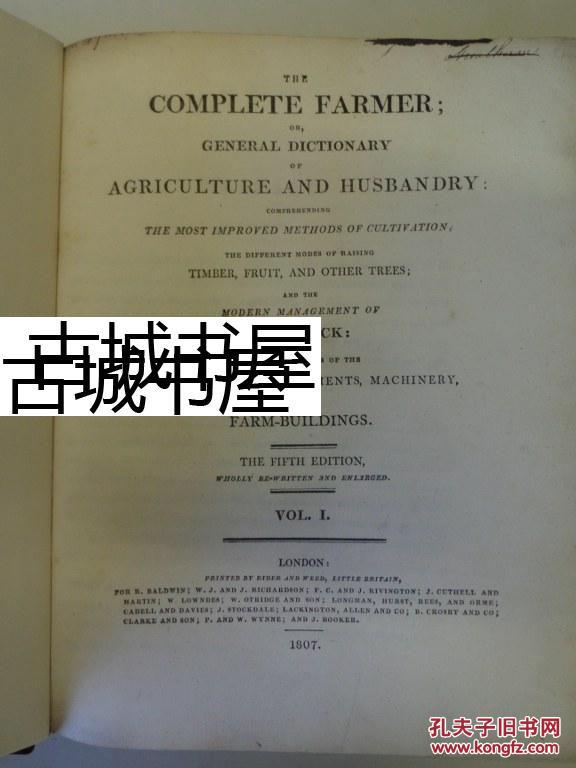 THE
COMPLETE FARMER;
OR,
GENERAL DICTIONARY
OF
AGRICULTURE AND HUSBANDRY:
COMPREHENDING
THE MOST IMPROVED METHODS OF CULTIVATION;
THE DIFFERENT MODES OF RAISING
TIMBER, FRUIT, AND OTHER TREES;
AND THE
MODERN MANAGEMENT OF
CK:
古城书屋
OF THE
古城书屋
MENTS, MACHINERY,
FARM-BUILDINGS.
THE FIFTH EDITION,
WHOLLY RE-WRITTEN AND ENLARGED.
VOL. I.
LONDON:
PRINTED BY RIDER AND WEED, LITTLE BRITAIN,
FOR R. BALDWIN; W. J. AND J. RICHARDSON; F. C. AND J. RIVINGTON; J. CUTHELL AND
MARTIN; W. LOWNDES; W. OTRIDGE AND SON; LONGMAN, HURST, REES, AND ORME;
CADELL AND DAVIES; J. STOCKDALE; LACKINGTON, ALLEN AND CO; B. CROSBY AND CO;
CLARKE AND SON; P. AND W. WYNNE; AND J. BOOKER.
1807.
孔夫子旧书网
www.kongfz.com